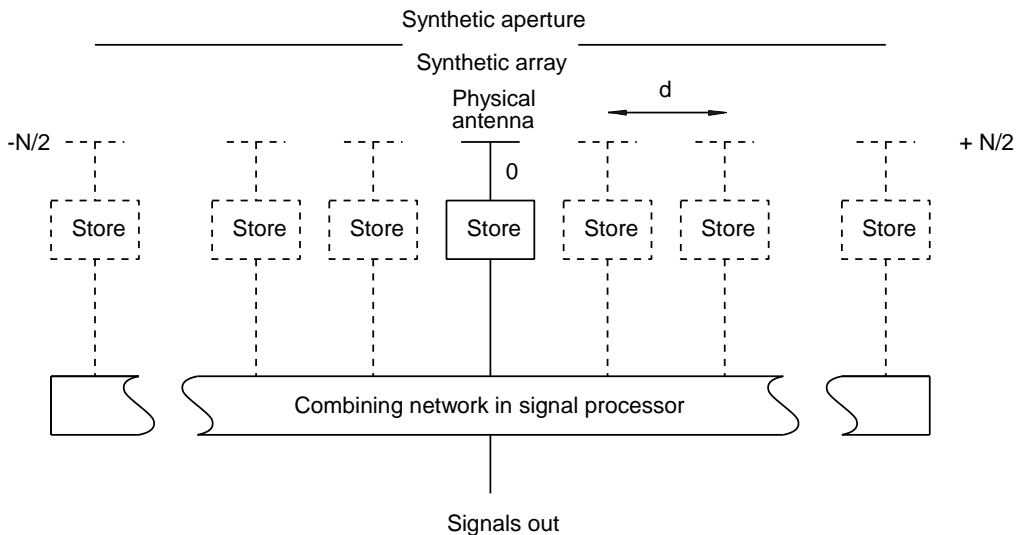 Synthetic aperture
Synthetic array
Physical
antenna
d
-N/2
+ N/2
0
Store
Store
Store
Store
Store
Store
Store
Combining network in signal processor
Signals out